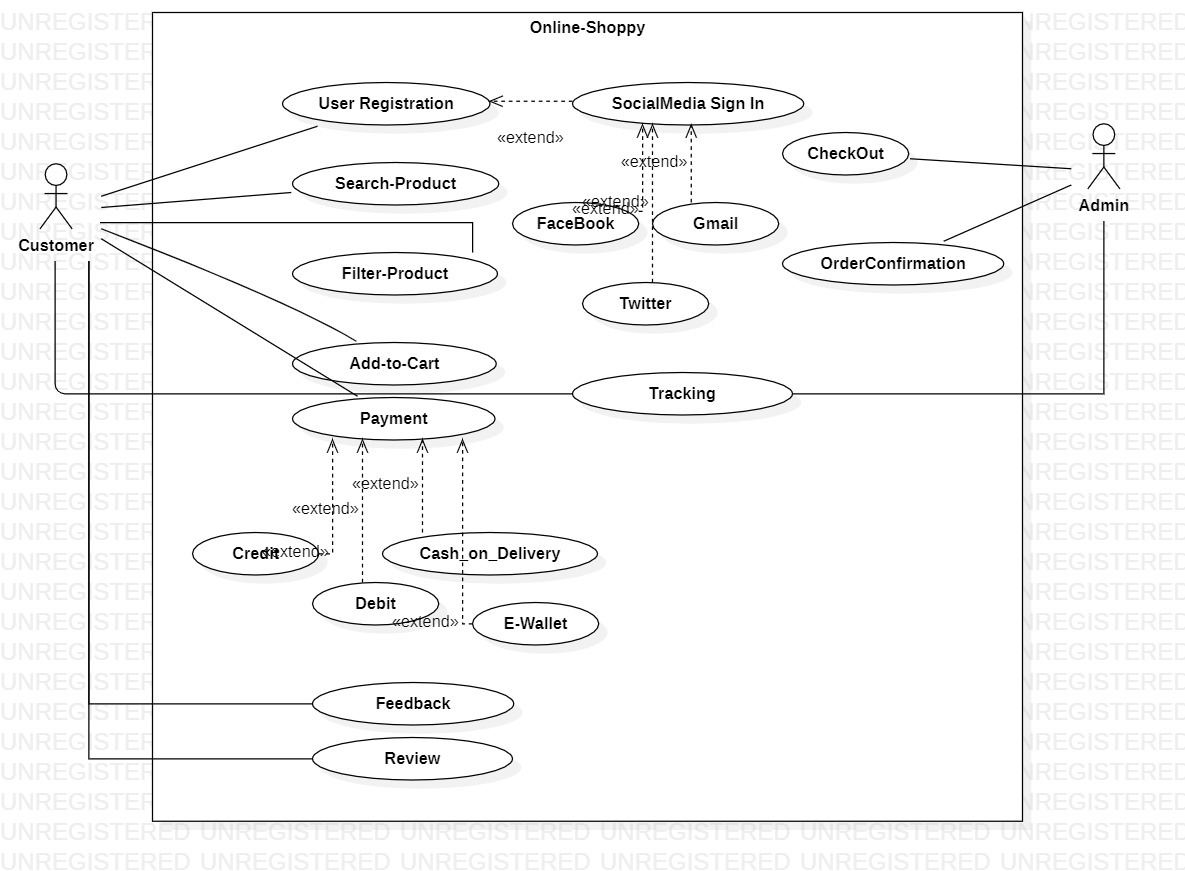 Online-Shoppy
User Registration
SocialMedia Sign In
«extend»
CheckOut
«extend»
Admin
Search-Product
«extend»
«extend»
FaceBook
Gmail
Customer
Filter-Product
OrderConfirmation
Twitter
Add-to-Cart
Tracking
Payment
«extend»
«extend»
Credit
«extend»
Cash_on_Delivery
Debit
«extend»
E-Wallet
Feedback
Review
UNREGISTERED UNREGISTERED UNREGISTERED UNREGISTERED UNREGISTERED UNREGISTERED
UNREGISTERED UNREGISTERED UNREGISTERED UNREGISTERED UNREGISTERED UNREGISTERED